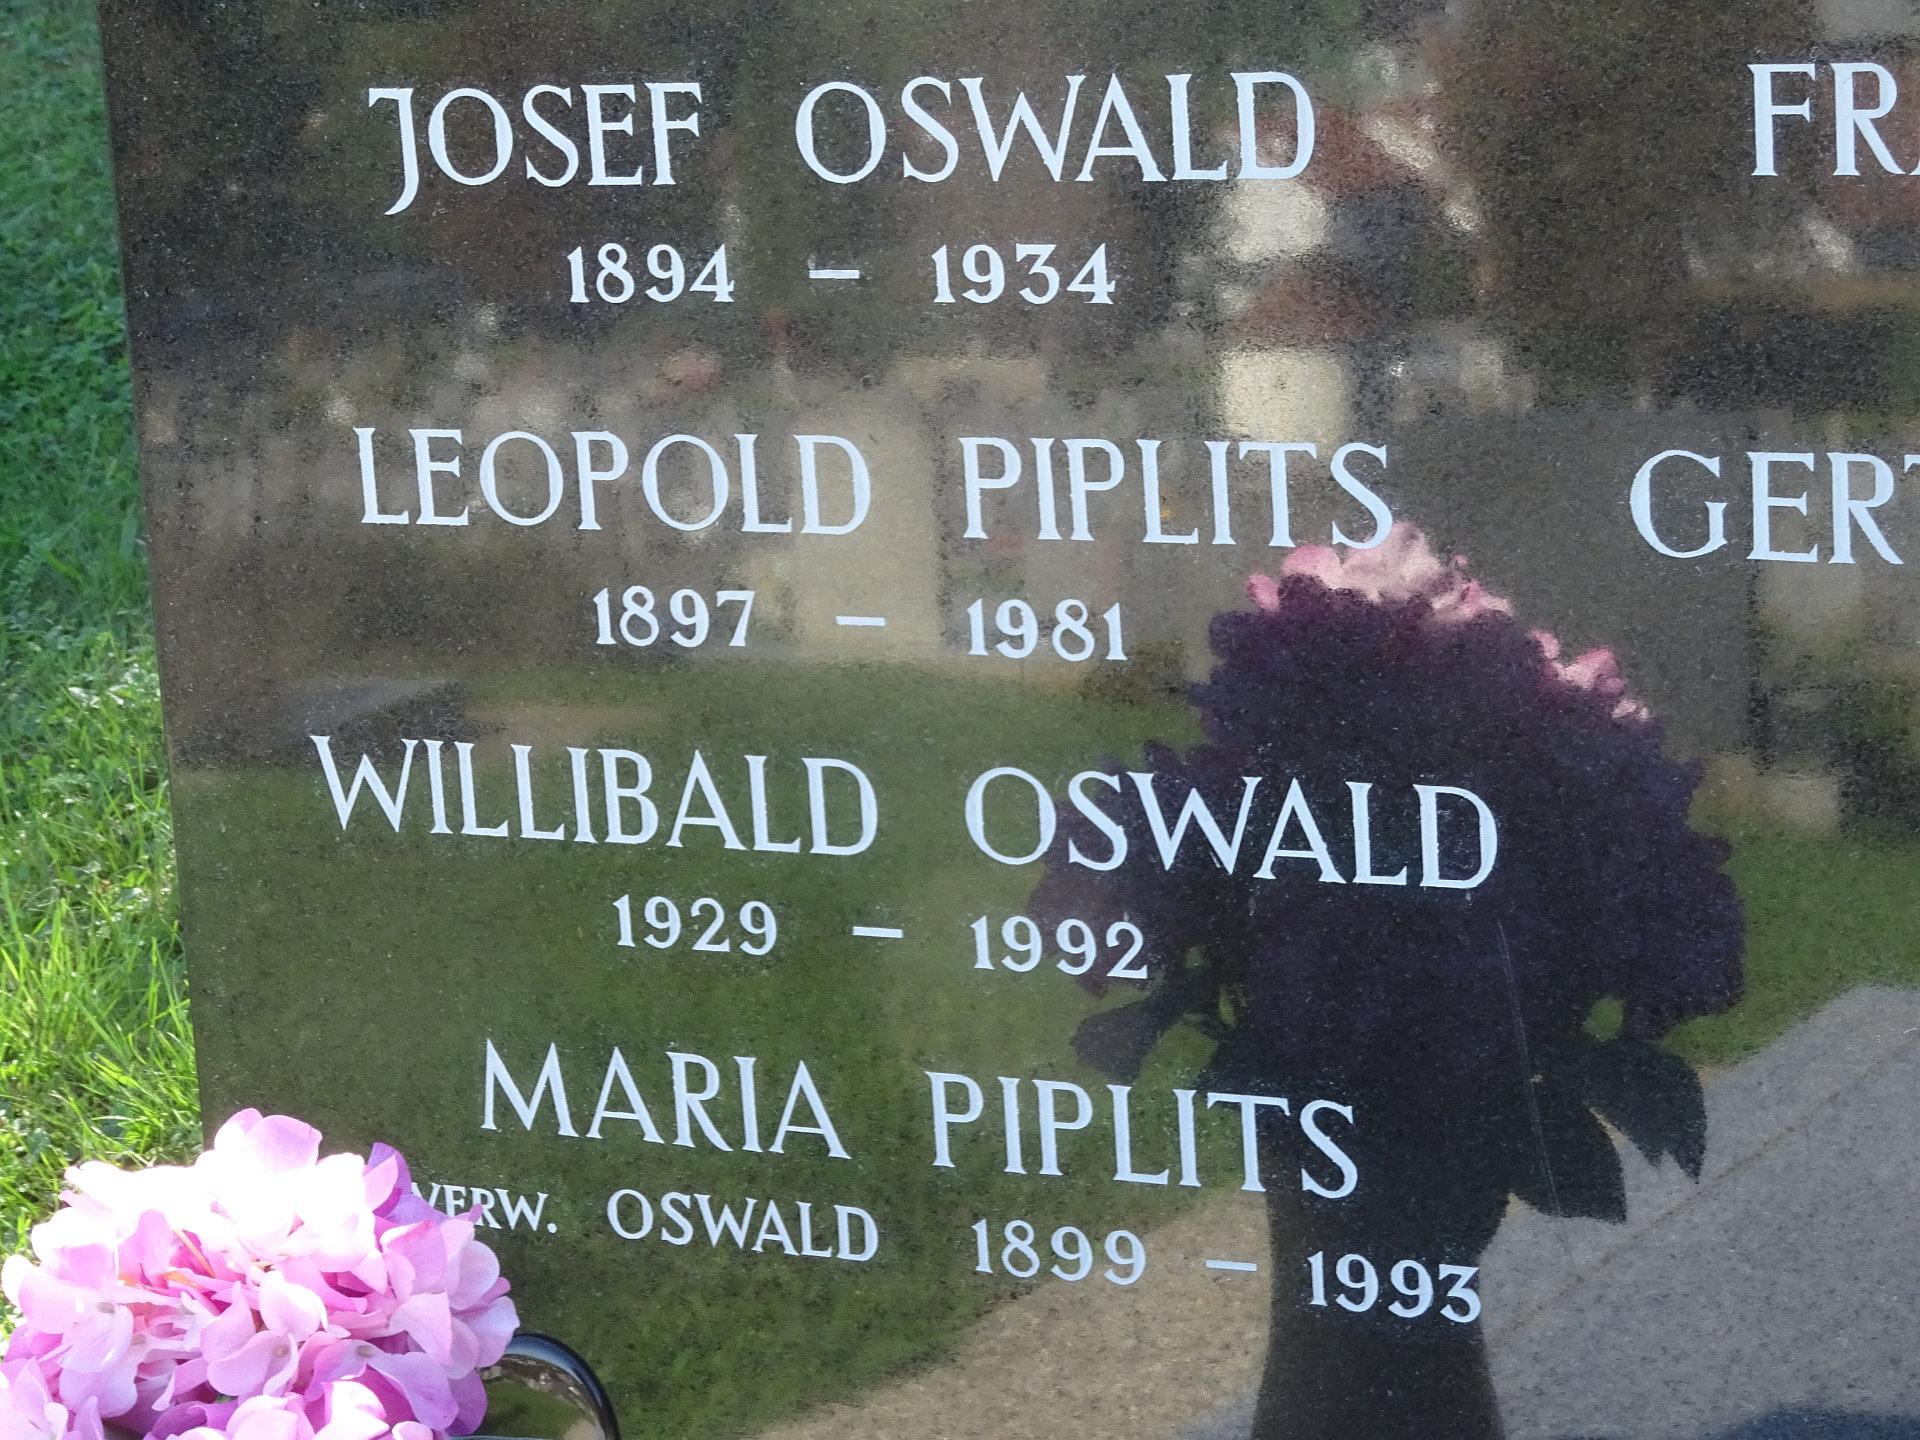 JOSEF OSWALD
1894 – 1934
LEOPOLD PIPLITS
1897 – 1981
WILLIBALD OSWALD
1929 – 1992
MARIA PIPLITS
VERW. OSWALD 1899 – 1993